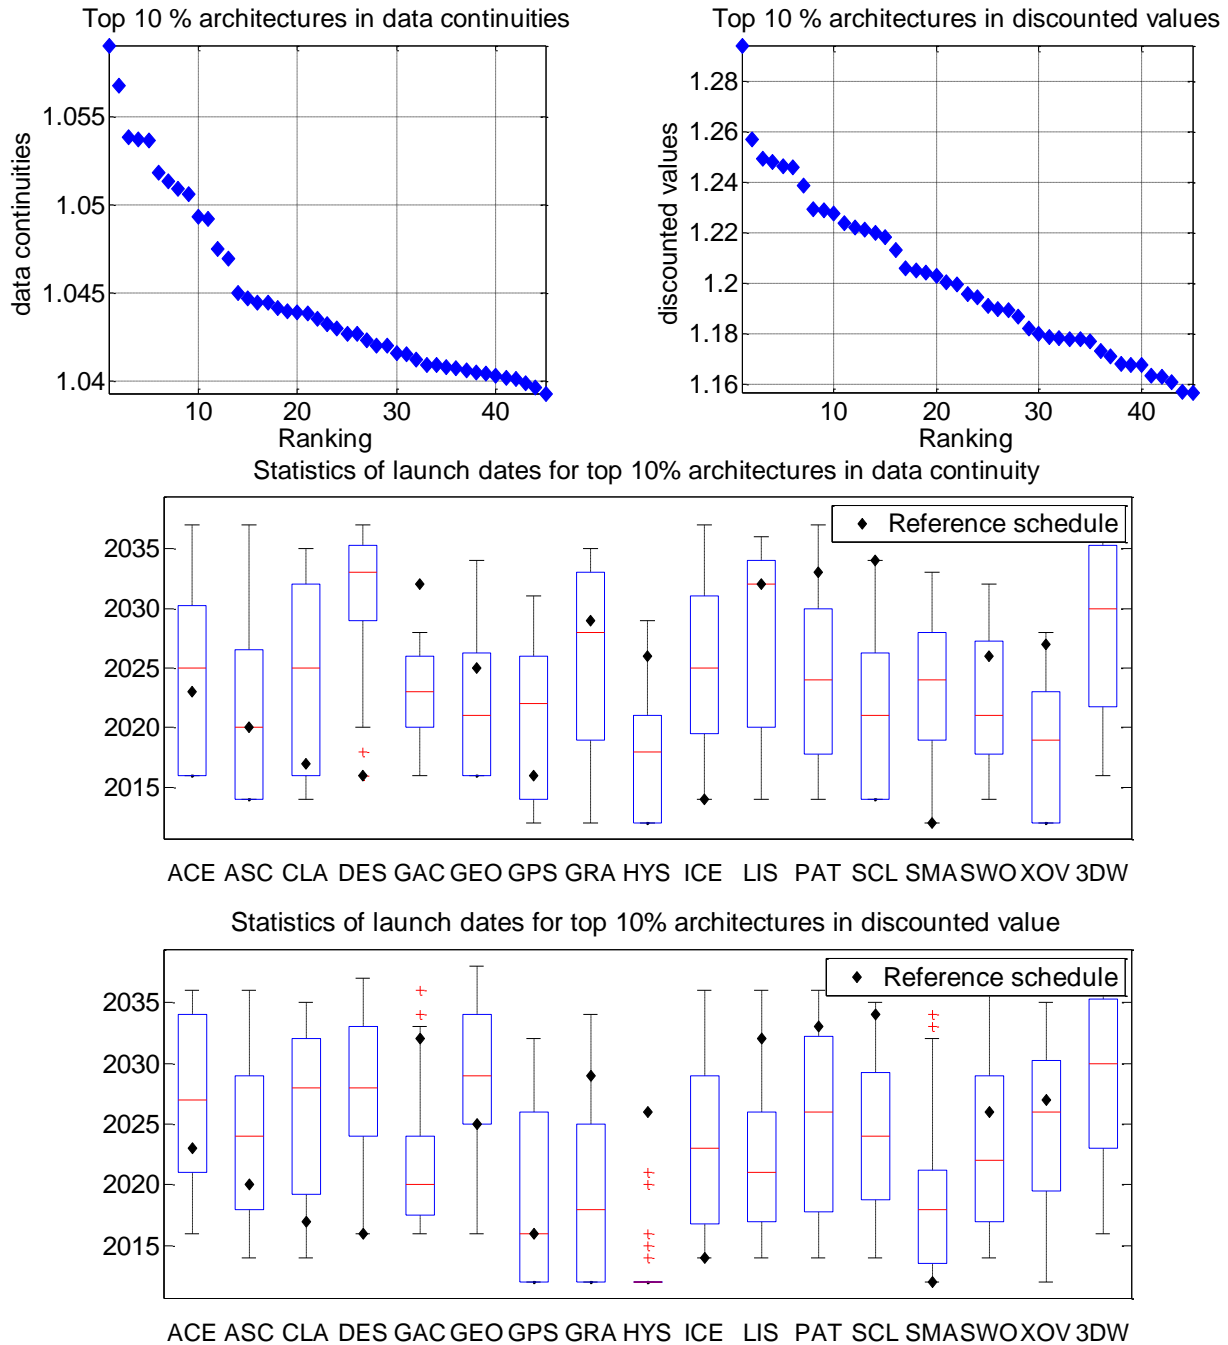 Top 10 % architectures in data continuities
1.055
1.05
1.045
1.04
data continuities
10 20 30 40
Ranking
Top 10 % architectures in discounted values
1.28
1.26
1.24
1.22
1.2
1.18
1.16
discounted values
10 20 30 40
Ranking
Statistics of launch dates for top 10% architectures in data continuity
Reference schedule
2035
2030
2025
2020
2015
ACE ASC CLA DES GAC GEO GPS GRA HYS ICE LIS PAT SCL SMA SWO XOV 3DW
Statistics of launch dates for top 10% architectures in discounted value
Reference schedule
2035
2030
2025
2020
2015
ACE ASC CLA DES GAC GEO GPS GRA HYS ICE LIS PAT SCL SMA SWO XOV 3DW